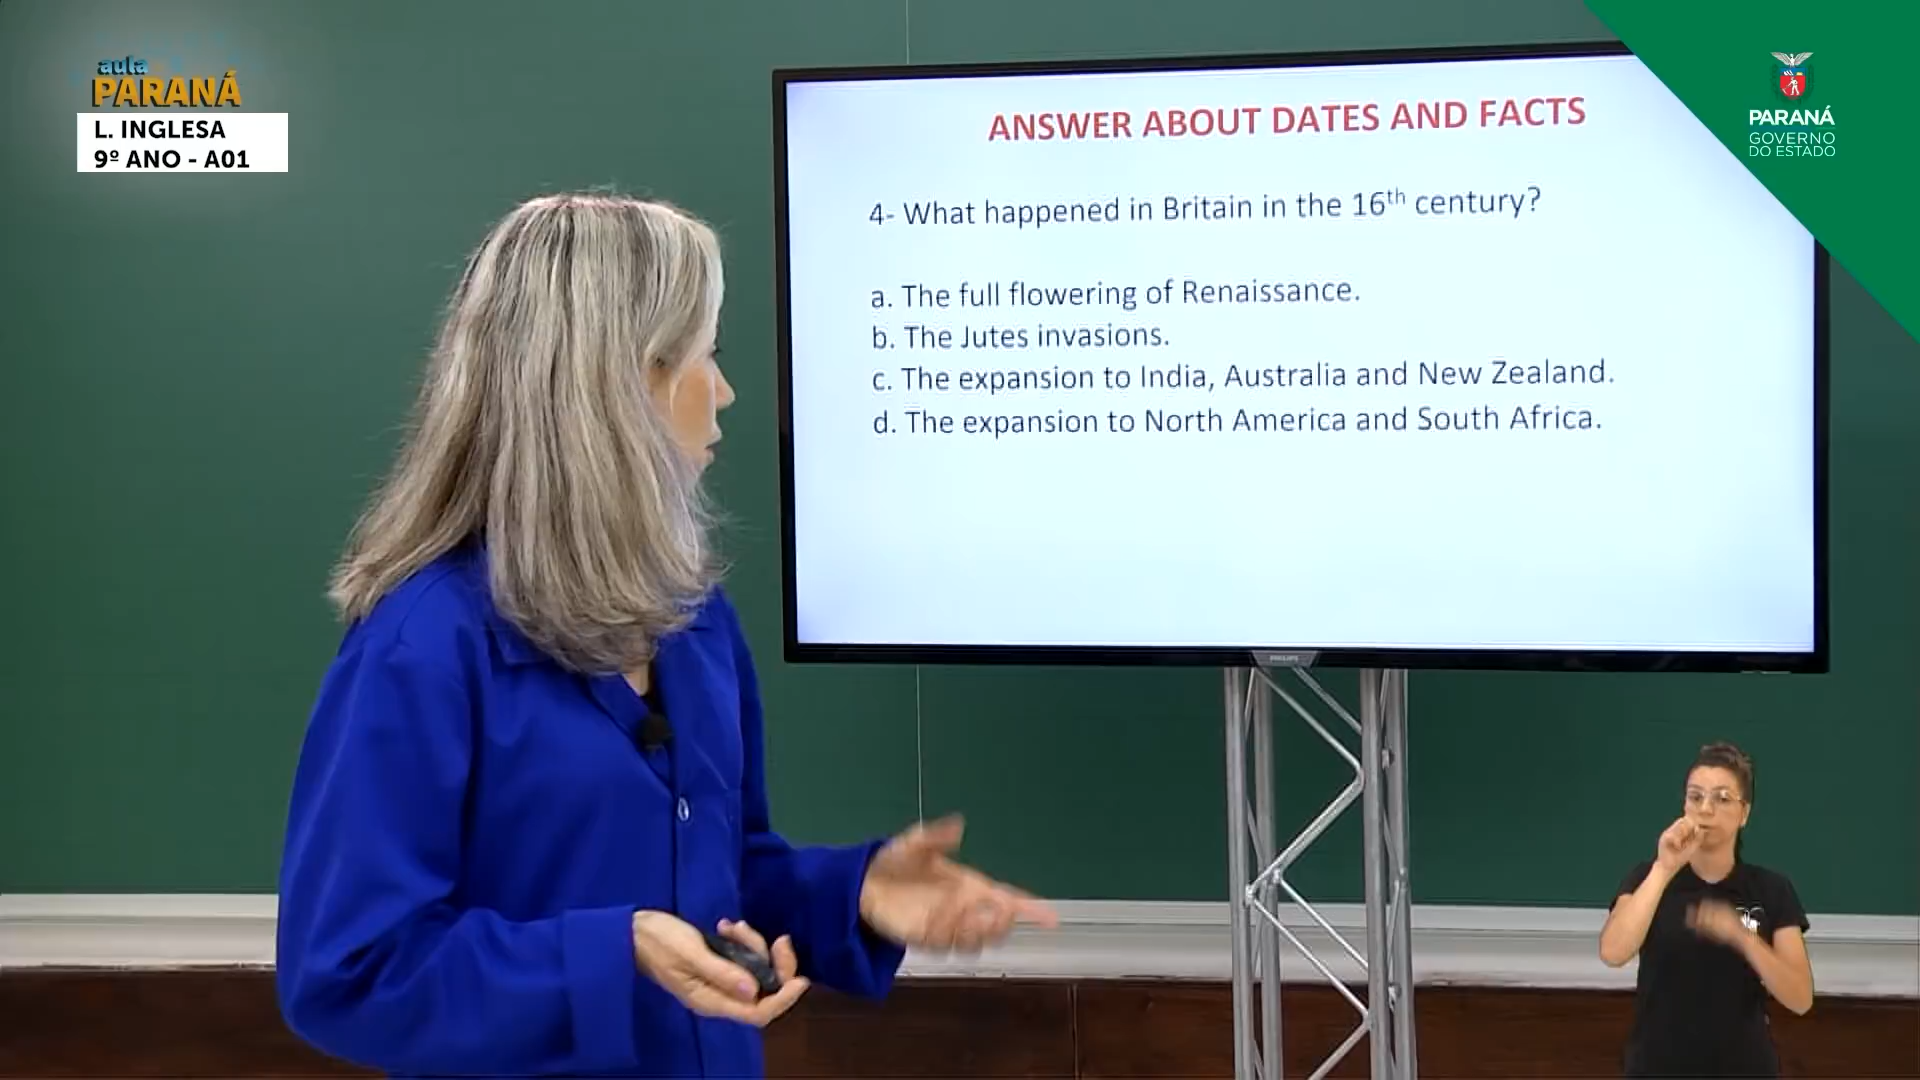 aula
PARANÁ
L. INGLESA
9º ANO - A01
ANSWER ABOUT DATES AND FACTS
4- What happened in Britain in the 16th century?
a. The full flowering of Renaissance.
b. The Jutes invasions.
c. The expansion to India, Australia and New Zealand.
d. The expansion to North America and South Africa.
PARANÁ
GOVERNO
DO ESTADO
PHILIPS